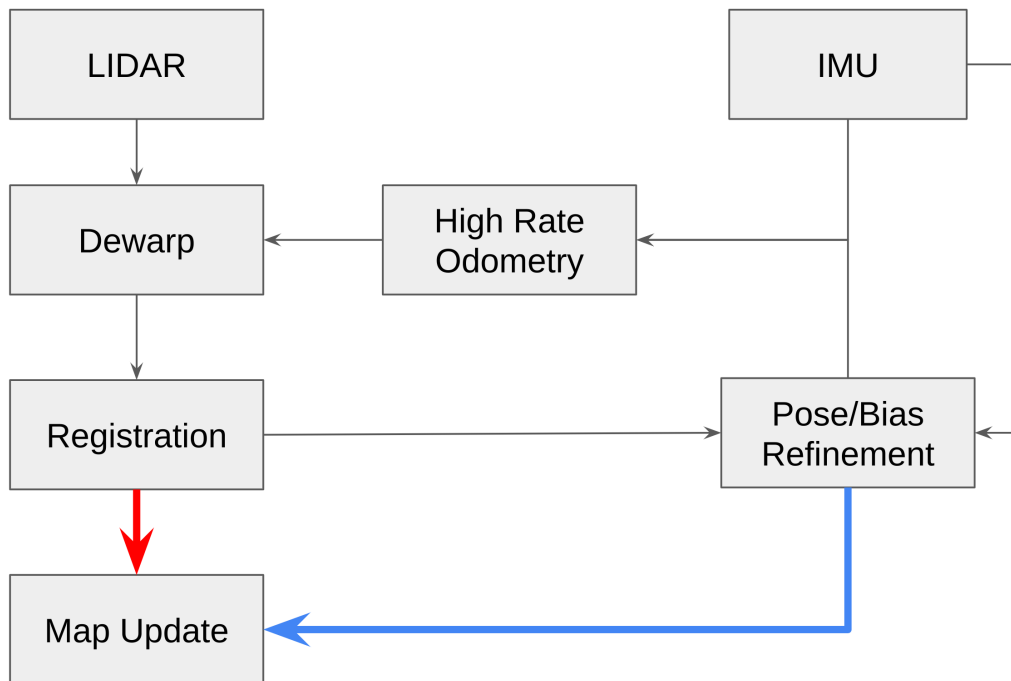 LIDAR
IMU
Dewarp
High Rate
Odometry
Registration
Pose/Bias
Refinement
Map Update